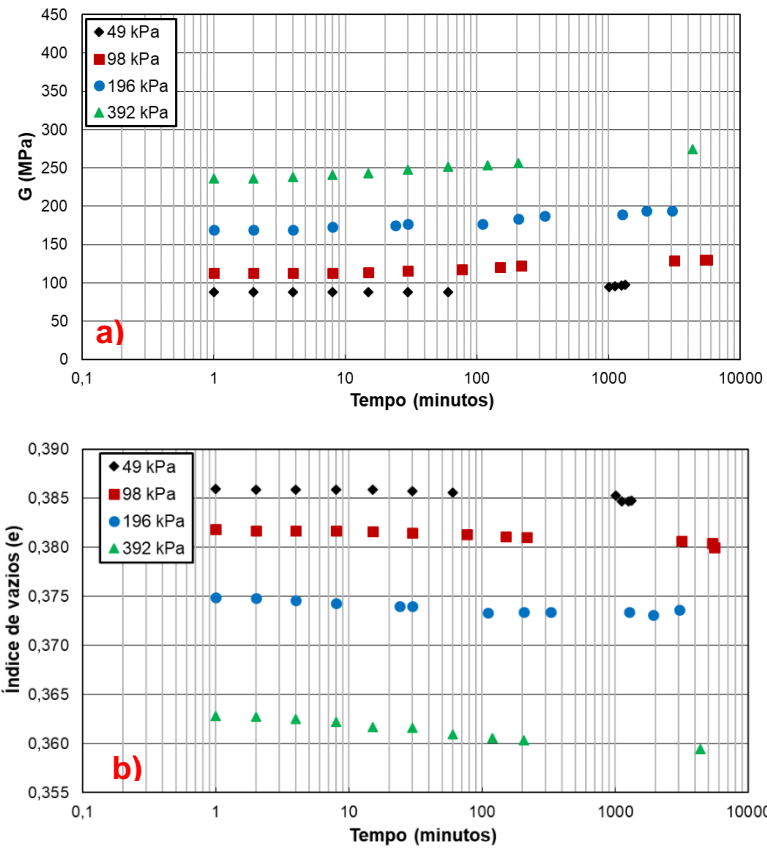 450
400
350
300
250
200
150
100
50
0
G (MPa)
49 kPa
98 kPa
196 kPa
392 kPa
a)
0,1
1
10
100
1000
10000
Tempo (minutos)
0,390
0,385
0,380
0,375
0,370
0,365
0,360
0,355
Índice de vazios (e)
49 kPa
98 kPa
196 kPa
392 kPa
b)
0,1
1
10
100
1000
10000
Tempo (minutos)